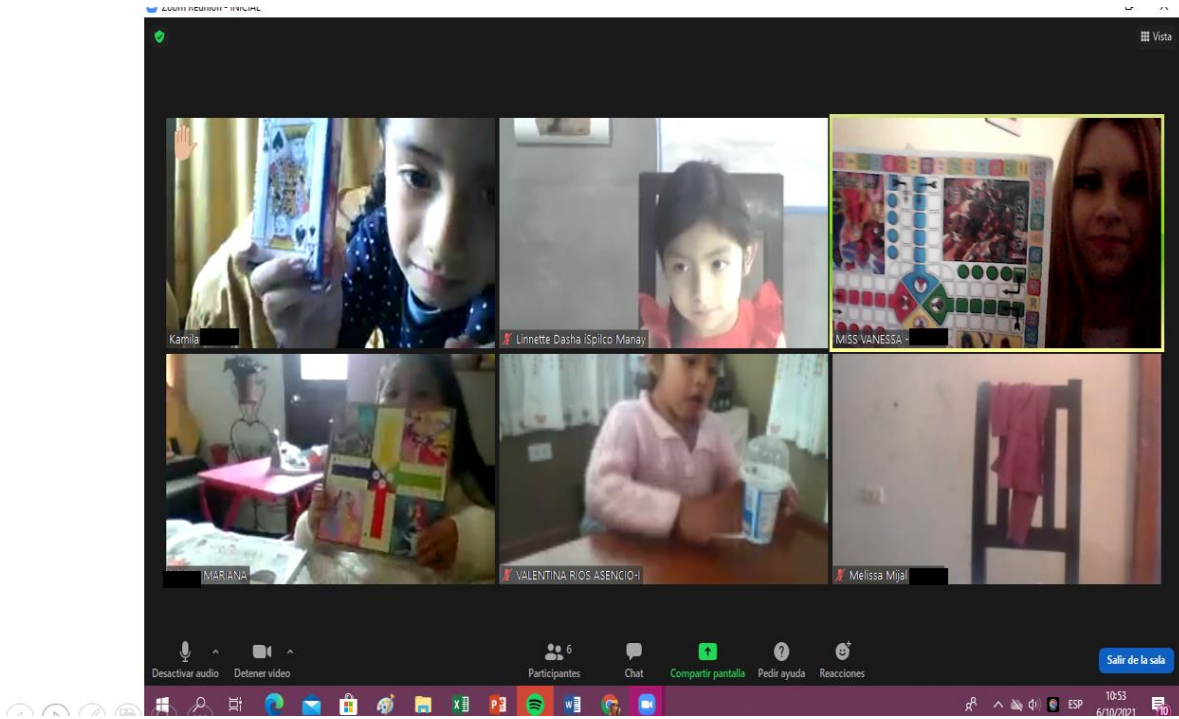 Zoom Reunión - INICIAL
Vista
Kamila
Linnette Dasha iSpilco Manay
MISS VANESSA -
MARIANA
VALENTINA RIOS ASENCIO-I
Melissa Mijal
Desactivar audio
Detener video
6
Participantes
Chat
Compartir pantalla
Pedir ayuda
Reacciones
Salir de la sala
ESP
10:53
6/10/2021
10